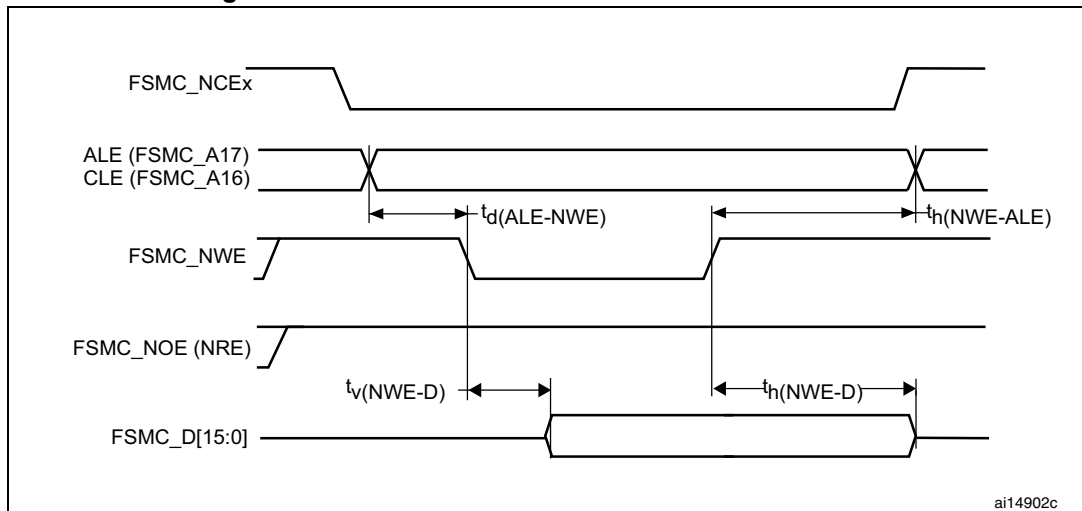 FSMC_NCEx
ALE (FSMC_A17)
CLE (FSMC_A16)
td(ALE-NWE)
th(NWE-ALE)
FSMC_NWE
FSMC_NOE (NRE)
tv(NWE-D)
th(NWE-D)
FSMC_D[15:0]
ai14902c